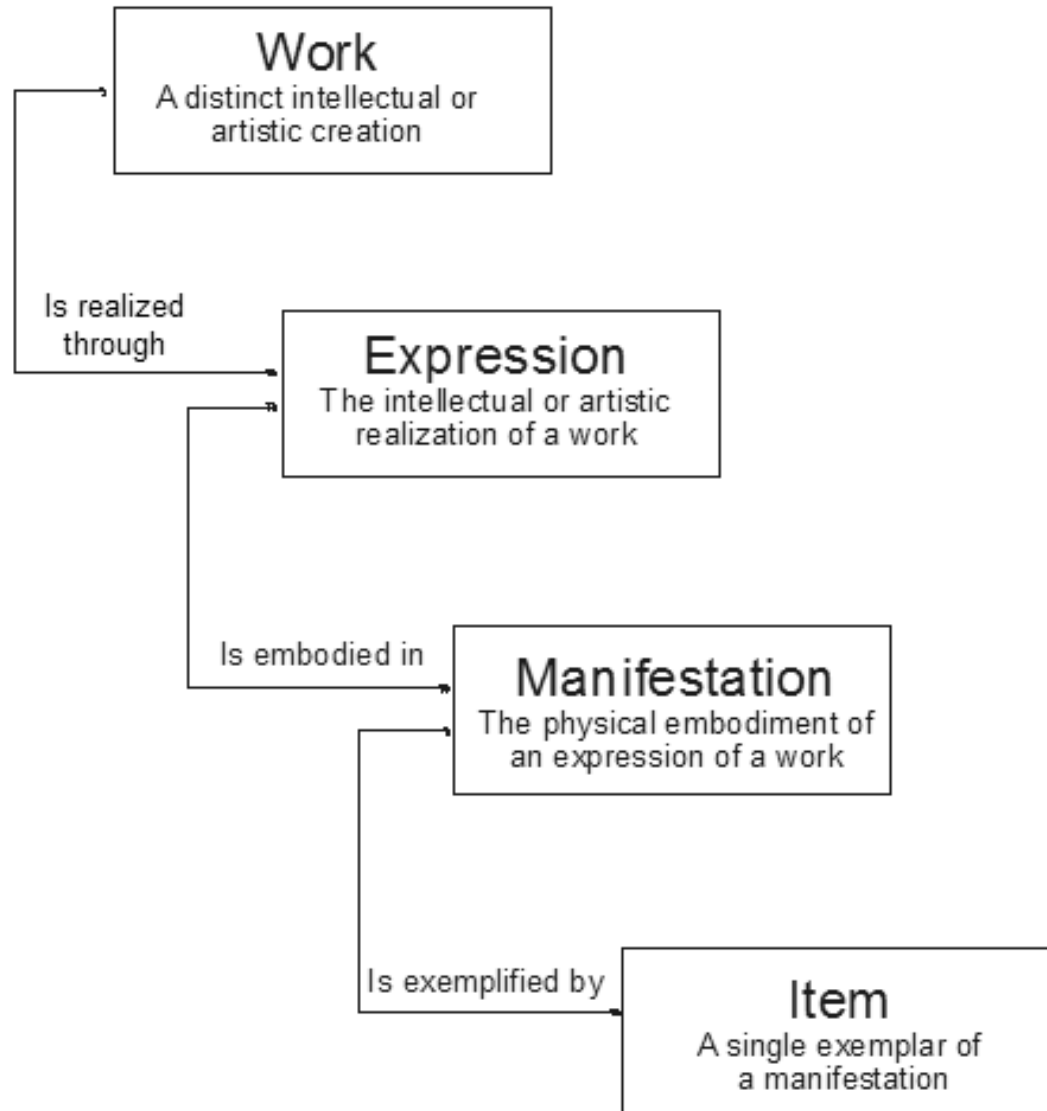 Work
A distinct intellectual or
artistic creation
Is realized
through
Expression
The intellectual or artistic
realization of a work
Is embodied in
Manifestation
The physical embodiment of
an expression of a work
Is exemplified by
Item
A single exemplar of
a manifestation